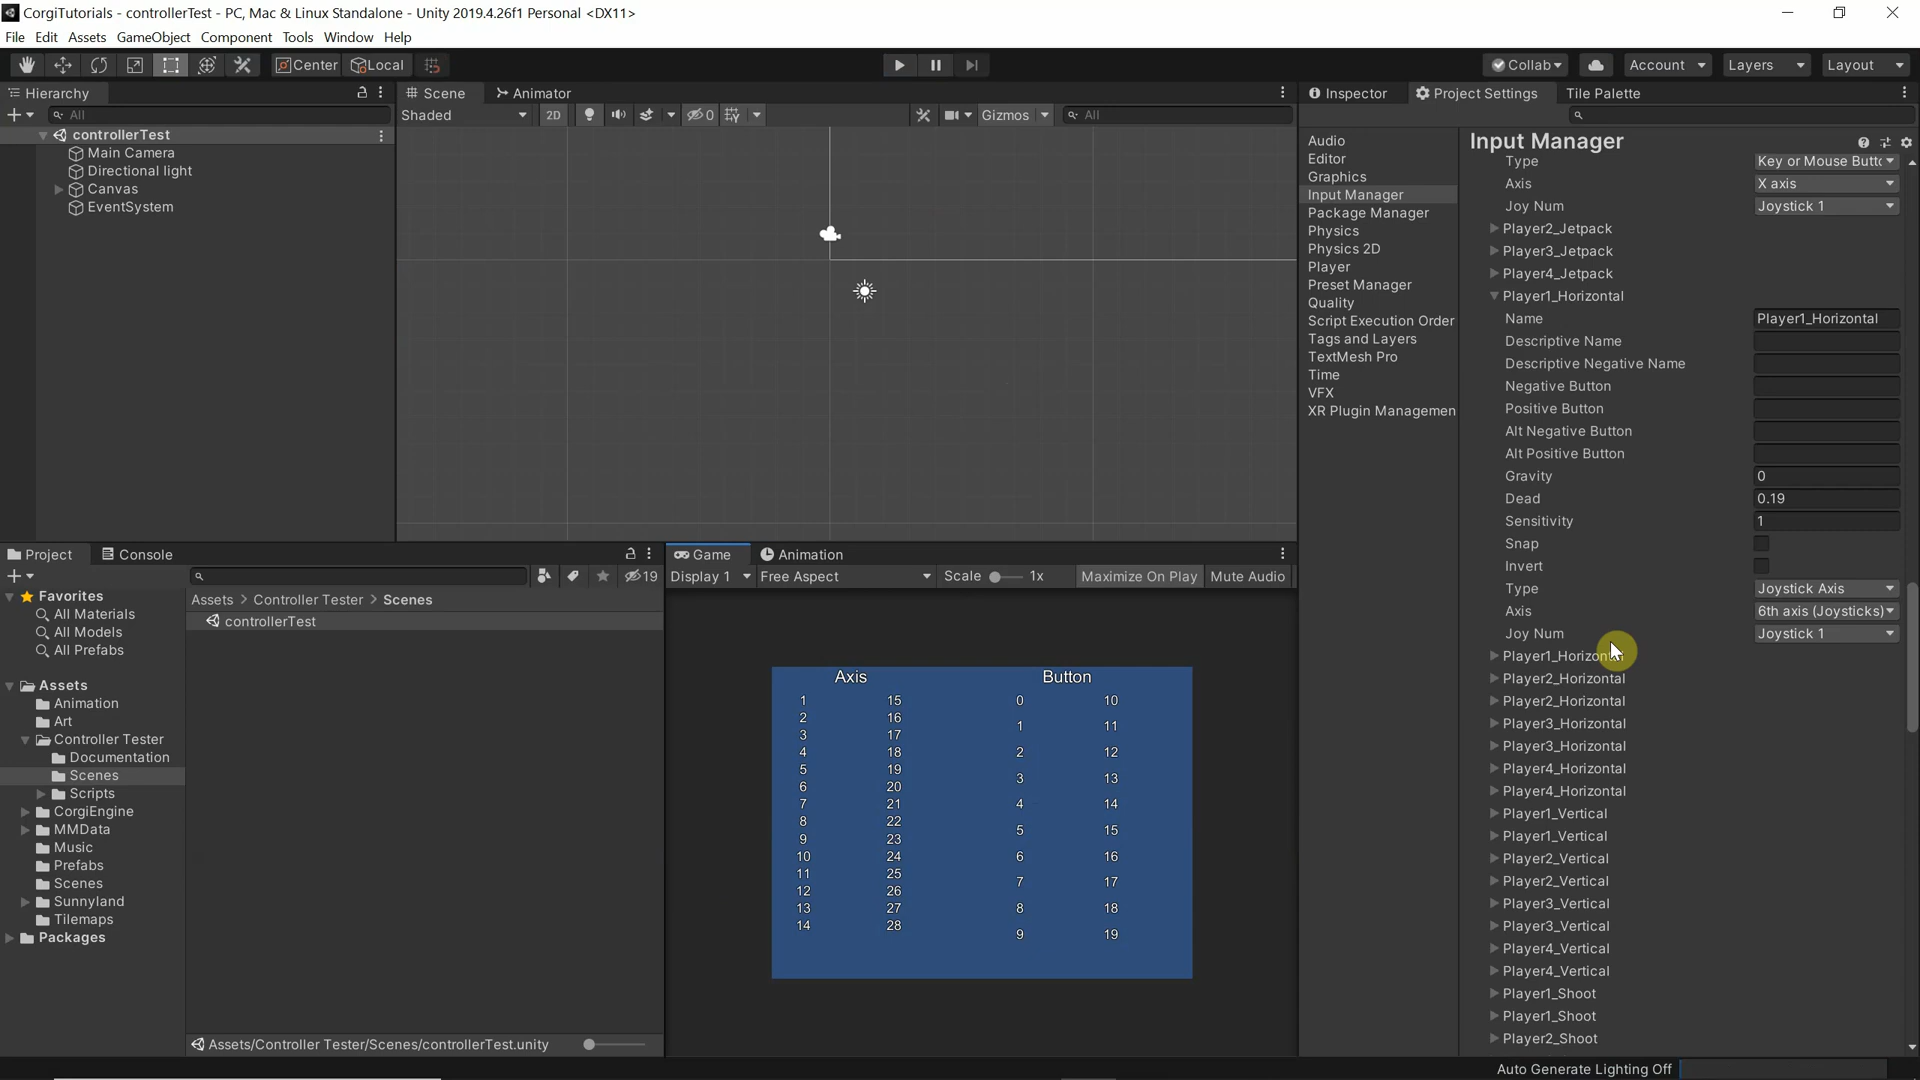 CorgiTutorials - controllerTest - PC, Mac & Linux Standalone - Unity 2019.4.26f1 Personal <DX11>
File Edit Assets GameObject Component Tools Window Help
Center Local Collab Account Layers Layout
Hierarchy
All
controllerTest
Main Camera
Directional light
Canvas
EventSystem
Scene Animator
Shaded 2D 0 Gizmos All
Project Console
19
Favorites
All Materials
All Models
All Prefabs
Assets
Animation
Art
Controller Tester
Documentation
Scenes
Scripts
CorgiEngine
MMData
Music
Prefabs
Scenes
Sunnyland
Tilemaps
Packages
Assets > Controller Tester > Scenes
controllerTest
Assets/Controller Tester/Scenes/controllerTest.unity
Game Animation
Display 1 Free Aspect Scale 1x Maximize On Play Mute Audio
Axis Button
1 15 0 10
2 16
3 17 1 11
4 18 2 12
5 19
6 20 3 13
7 21 4 14
8 22
9 23 5 15
10 24 6 16
11 25 7 17
12 26
13 27 8 18
14 28 9 19
Inspector Project Settings Tile Palette
Audio
Editor
Graphics
Input Manager
Package Manager
Physics
Physics 2D
Player
Preset Manager
Quality
Script Execution Order
Tags and Layers
TextMesh Pro
Time
VFX
XR Plugin Managemen
Input Manager
Type Key or Mouse Butt
Axis X axis
Joy Num Joystick 1
Player2_Jetpack
Player3_Jetpack
Player4_Jetpack
Player1_Horizontal
Name Player1_Horizontal
Descriptive Name
Descriptive Negative Name
Negative Button
Positive Button
Alt Negative Button
Alt Positive Button
Gravity 0
Dead 0.19
Sensitivity 1
Snap
Invert
Type Joystick Axis
Axis 6th axis (Joysticks)
Joy Num Joystick 1
Player1_Horizontal
Player2_Horizontal
Player2_Horizontal
Player3_Horizontal
Player3_Horizontal
Player4_Horizontal
Player4_Horizontal
Player1_Vertical
Player1_Vertical
Player2_Vertical
Player2_Vertical
Player3_Vertical
Player3_Vertical
Player4_Vertical
Player4_Vertical
Player1_Shoot
Player1_Shoot
Player2_Shoot
Auto Generate Lighting Off